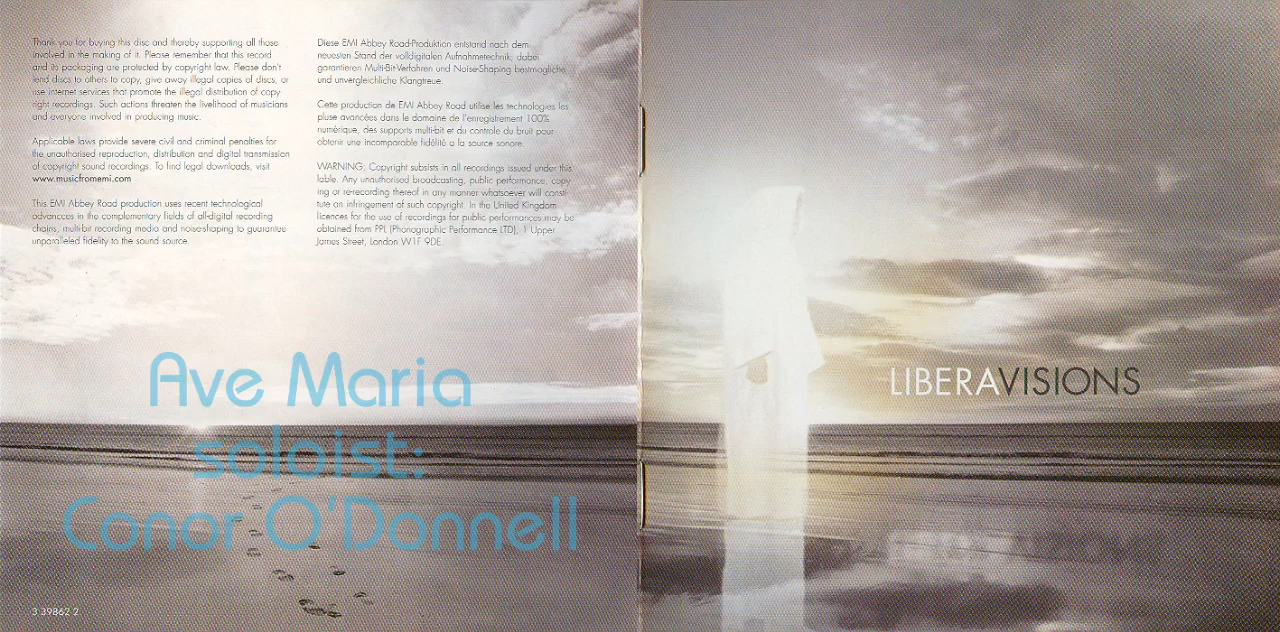 Thank you for buying this disc and thereby supporting all those
involved in the making of it. Please remember that this record
and its packaging are protected by copyright law. Please don't
lend discs to others to copy, give away illegal copies of discs, or
use internet services that promote the illegal distribution of copy-
right recordings. Such actions threaten the livelihood of musicians
and everyone involved in producing music.
Applicable laws provide severe civil and criminal penalties for
the unauthorised reproduction, distribution and digital transmission
of copyright sound recordings. To find legal downloads, visit
www.musicfromemi.com
This EMI Abbey Road production uses recent technological
advancces in the complementary fields of all-digital recording
chairs, multi-bit recording media and noise-shaping to guarantee
unparalleled fidelity to the sound source.
Diese EMI Abbey Road-Produktion entstand nach dem
neuesten Stand der volldigitalen Aufnahmetechnik; dabei
garantieren Multi-Bit-Verfahren und Noise-Shaping bestmogliche
und unvergleichliche Klangtreue.
Cette production de EMI Abbey Road utilise les technologies les
pluse avancées dans le domaine de l'enregistrement 100%
numérique, des supports multi-bit et du controle du bruit pour
obtenir une incomparable fidélité a la source sonore.
WARNING: Copyright subsists in all recordings issued under this
lable. Any unauthorised broadcasting, public performance, copy-
ing or re-recording thereof in any manner whatsoever will consti-
tute an infringement of such copyright. In the United Kingdom
licences for the use of recordings for public performances may be
obtained from PPL (Phonographic Performance LTD), 1 Upper
James Street, London W1F 9DE.
Ave Maria
soloist:
Conor O'Donnell
3 39862 2
LIBERAVISIONS